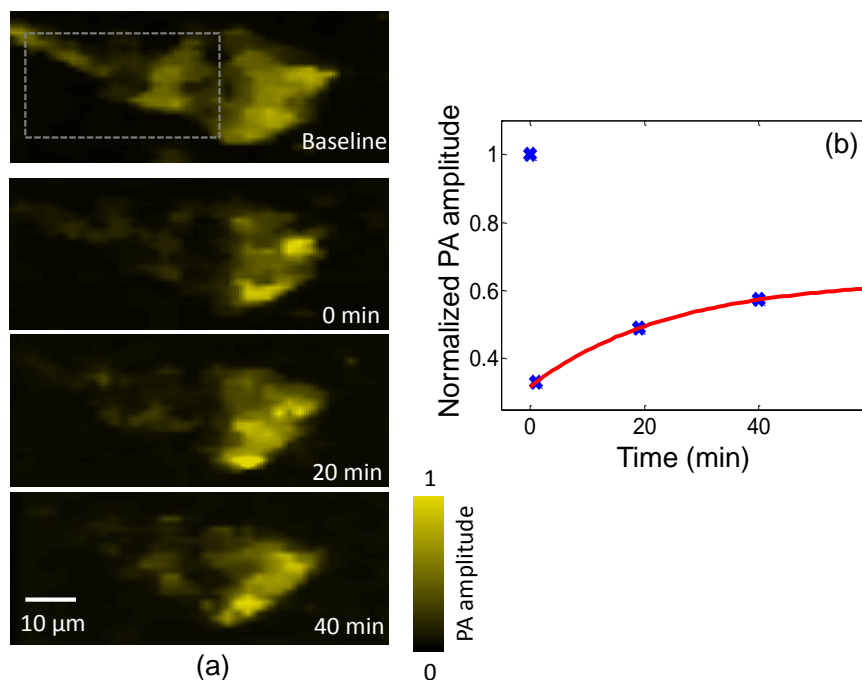 Baseline
0 min
20 min
40 min
10 µm
(a)
1
PA amplitude
0
(b)
Normalized PA amplitude
1
0.8
0.6
0.4
0
20
40
Time (min)